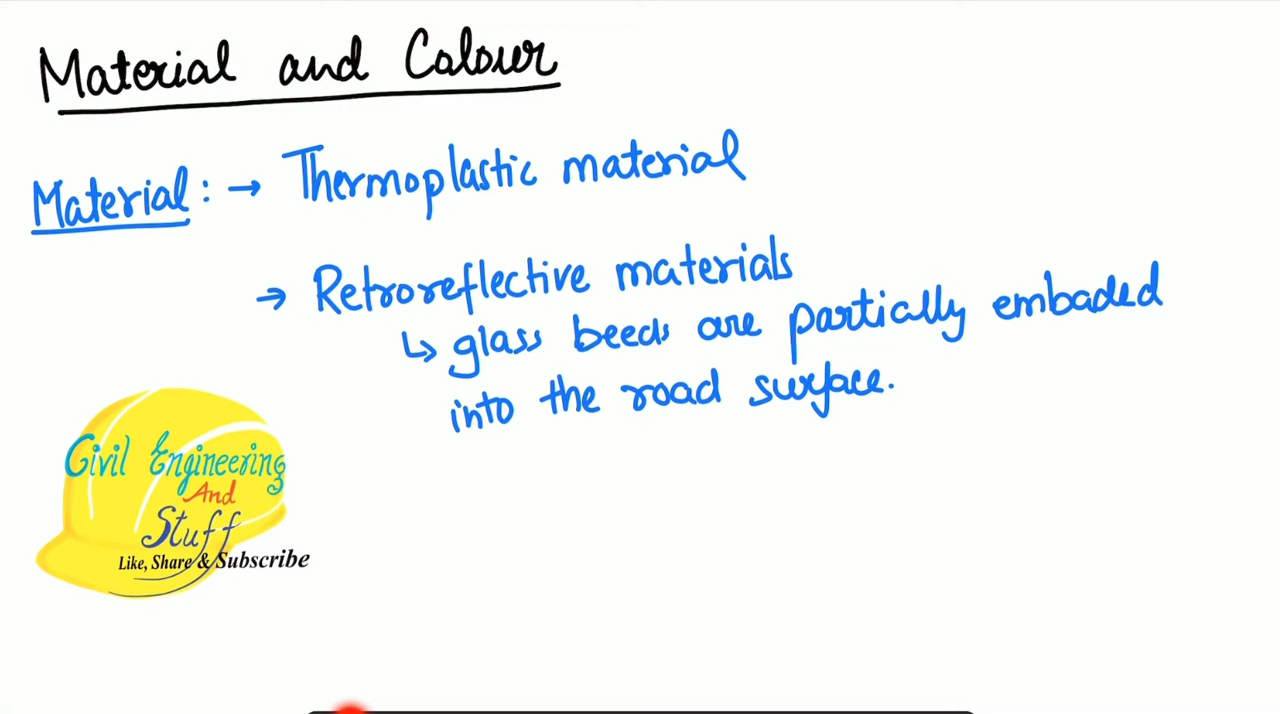 Material and Colour
Material : → Thermoplastic material
→ Retroreflective materials
↳ glass beeds are partially embaded
into the road surface.
Civil Engineering
And
Stuff
Like, Share & Subscribe